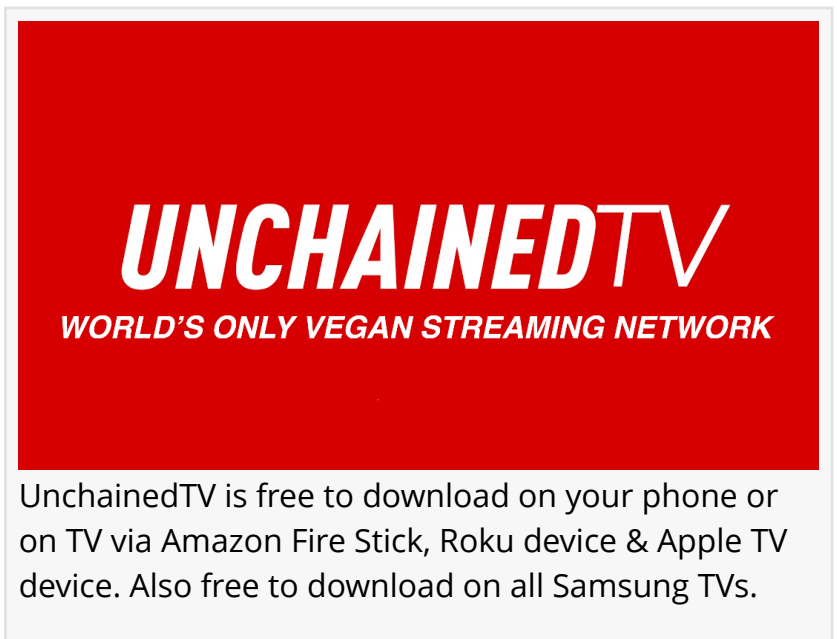 UNCHAINEDTV
WORLD'S ONLY VEGAN STREAMING NETWORK
UnchainedTV is free to download on your phone or
on TV via Amazon Fire Stick, Roku device & Apple TV
device. Also free to download on all Samsung TVs.